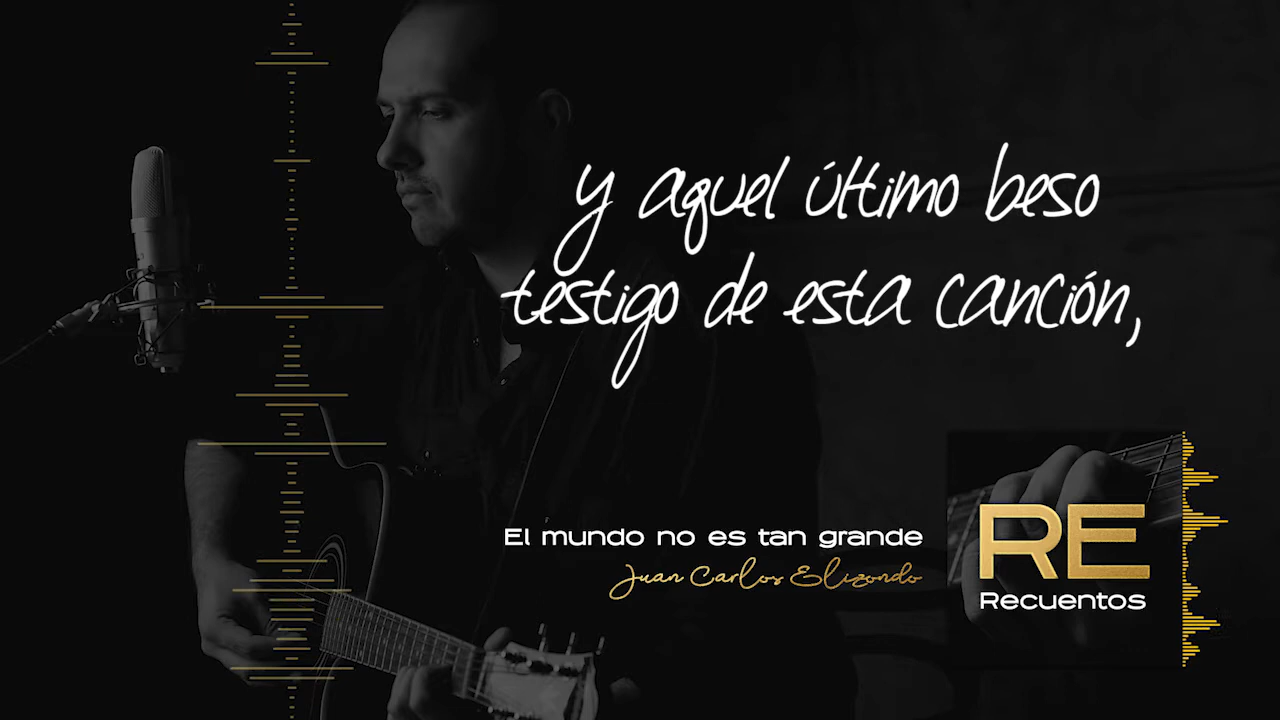 y aquel último beso
testigo de esta canción,
El mundo no es tan grande
Juan Carlos Elizondo
RE
Recuentos